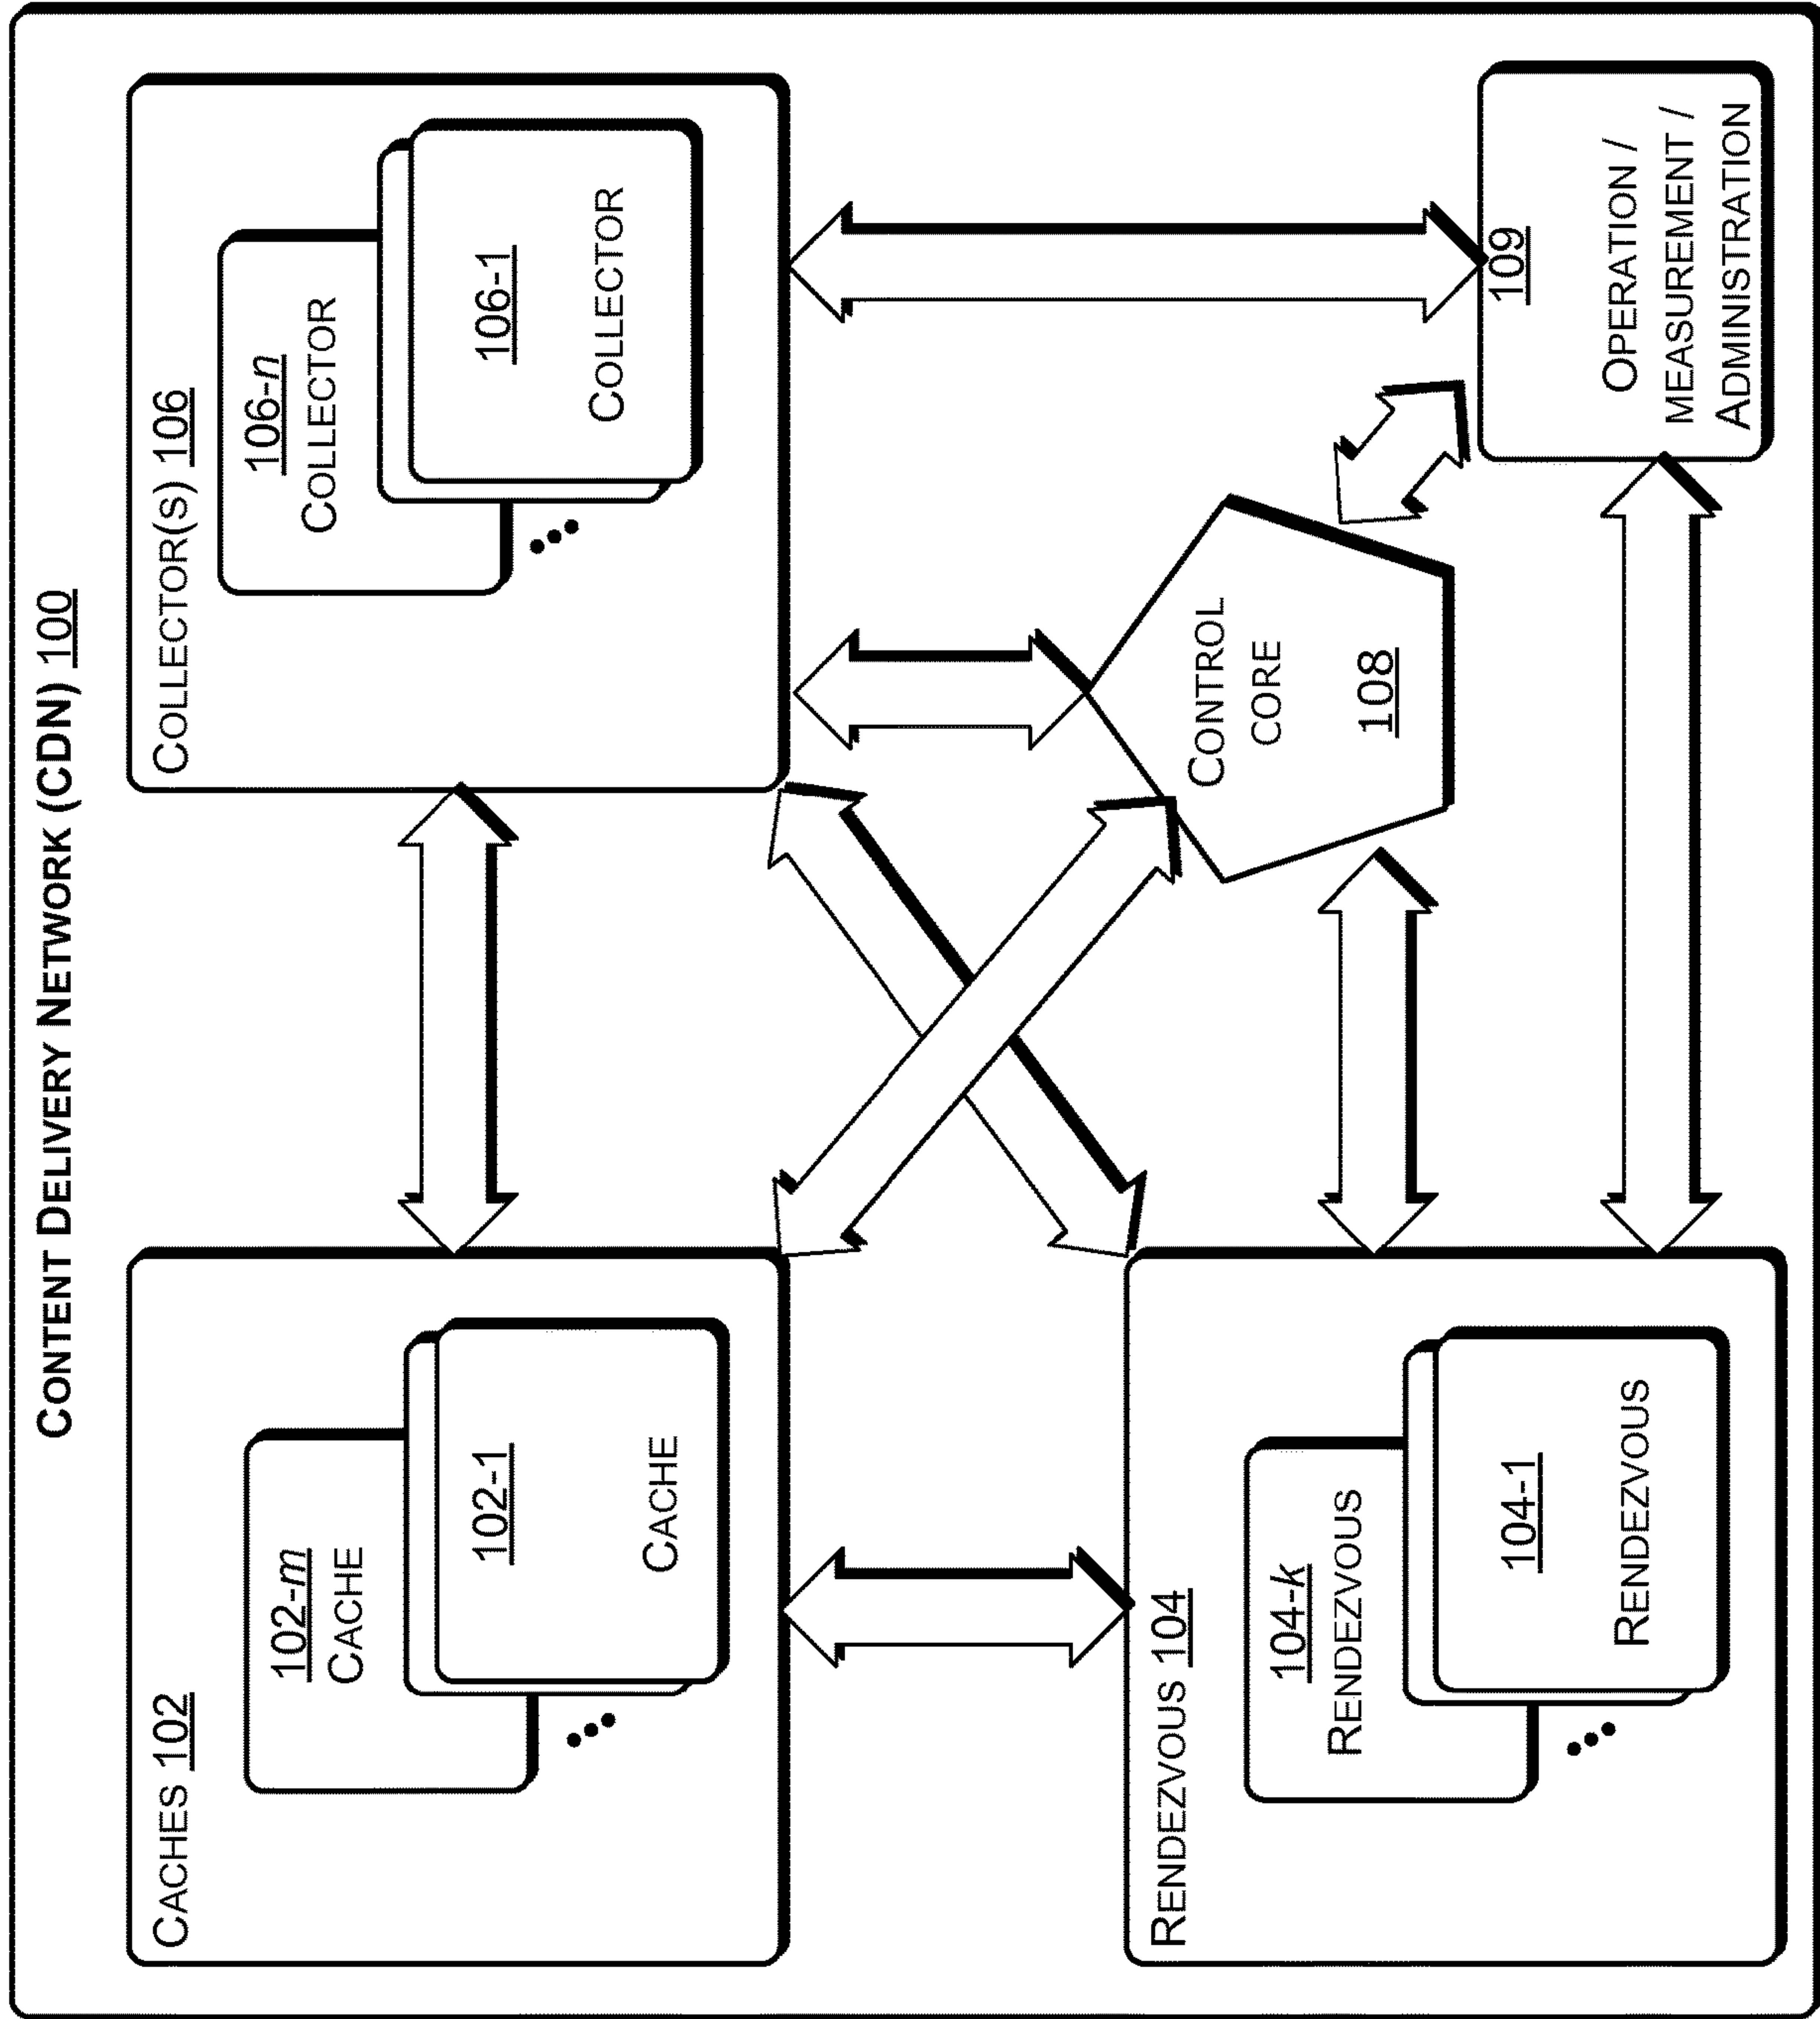 CONTENT DELIVERY NETWORK (CDN) 100
CACHES 102
102-m
CACHE
102-1
CACHE
COLLECTOR(S) 106
106-n
COLLECTOR
106-1
COLLECTOR
CONTROL
CORE
108
RENDEZVOUS 104
104-k
RENDEZVOUS
104-1
RENDEZVOUS
109
OPERATION /
MEASUREMENT /
ADMINISTRATION